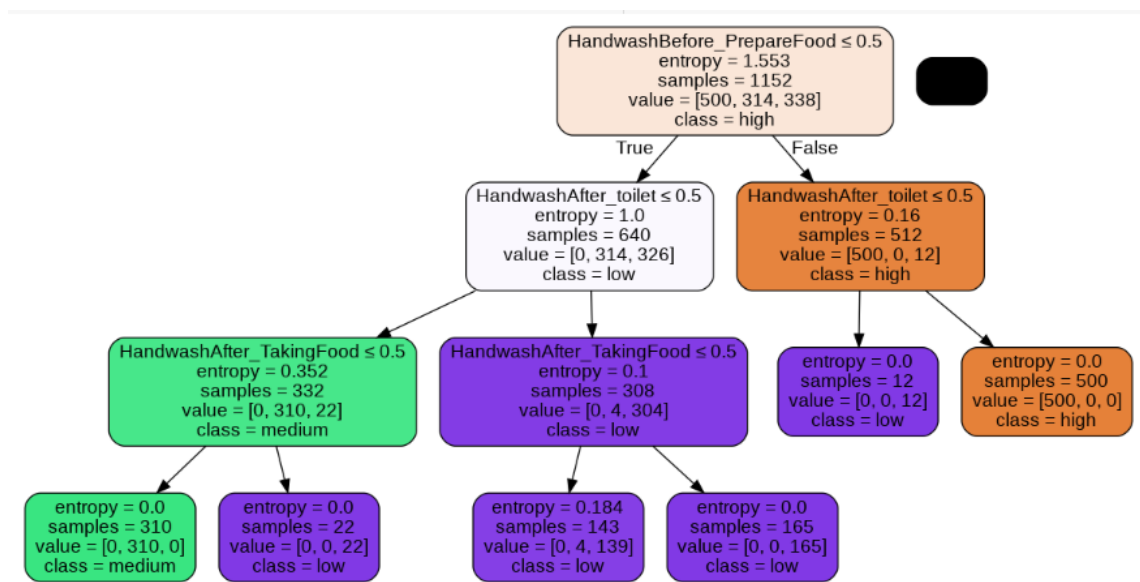 HandwashBefore_PrepareFood ≤ 0.5
entropy = 1.553
samples = 1152
value = [500, 314, 338]
class = high
True
False
HandwashAfter_toilet ≤ 0.5
entropy = 1.0
samples = 640
value = [0, 314, 326]
class = low
HandwashAfter_toilet ≤ 0.5
entropy = 0.16
samples = 512
value = [500, 0, 12]
class = high
HandwashAfter_TakingFood ≤ 0.5
entropy = 0.352
samples = 332
value = [0, 310, 22]
class = medium
HandwashAfter_TakingFood ≤ 0.5
entropy = 0.1
samples = 308
value = [0, 4, 304]
class = low
entropy = 0.0
samples = 12
value = [0, 0, 12]
class = low
entropy = 0.0
samples = 500
value = [500, 0, 0]
class = high
entropy = 0.0
samples = 310
value = [0, 310, 0]
class = medium
entropy = 0.0
samples = 22
value = [0, 0, 22]
class = low
entropy = 0.184
samples = 143
value = [0, 4, 139]
class = low
entropy = 0.0
samples = 165
value = [0, 0, 165]
class = low